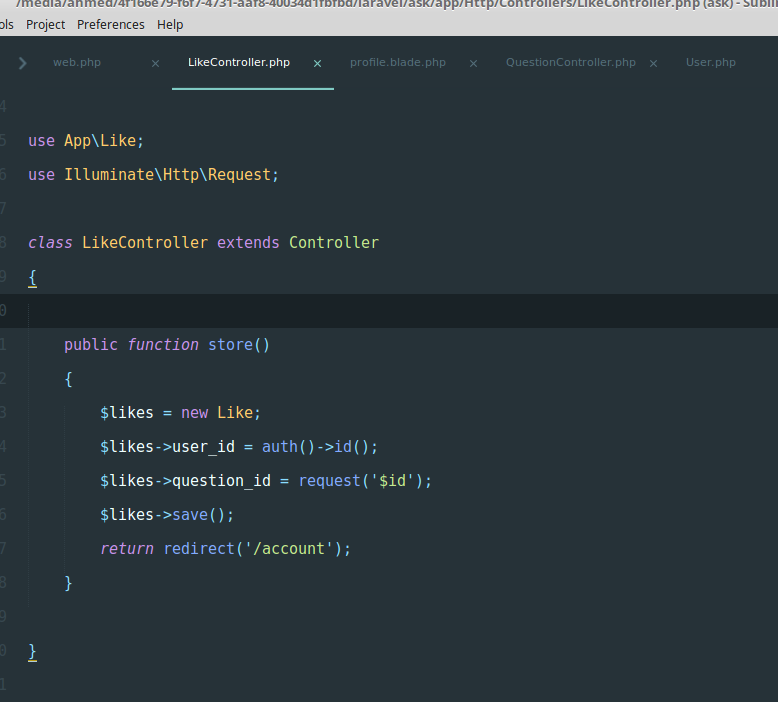 /media/ahmed/4f166e79-f6f7-4731-aaf8-40034d1fbfbd/laravel/ask/app/Http/Controllers/LikeController.php (ask) - Subli
ols Project Preferences Help
web.php × LikeController.php × profile.blade.php × QuestionController.php × User.php
4
5 use App\Like;
6 use Illuminate\Http\Request;
7
8 class LikeController extends Controller
9 {
0
1 public function store()
2 {
3 $likes = new Like;
4 $likes->user_id = auth()->id();
5 $likes->question_id = request('$id');
6 $likes->save();
7 return redirect('/account');
8 }
9
0 }
1